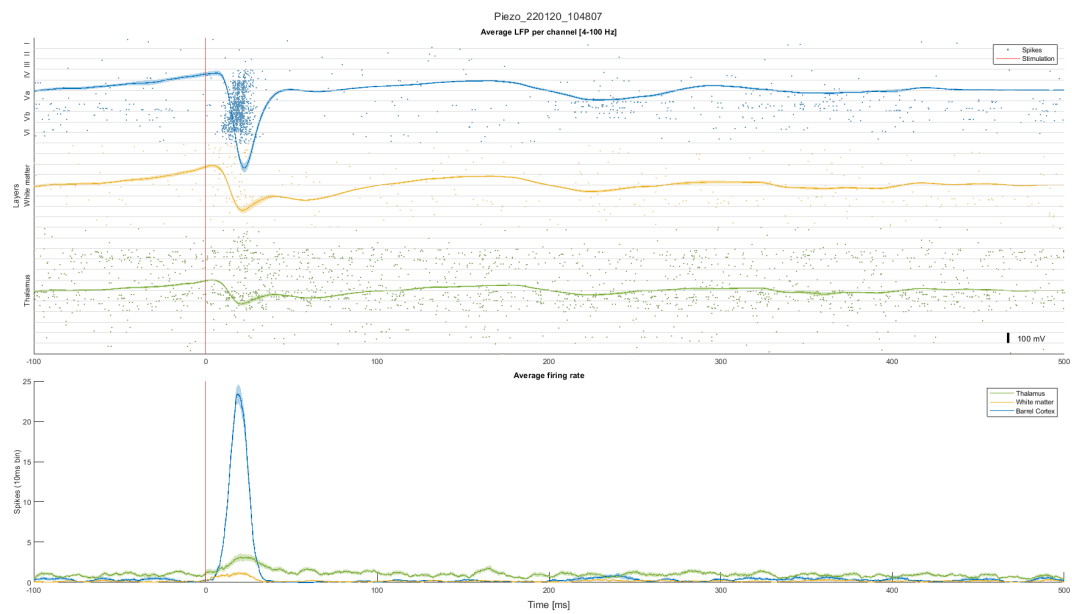 Piezo_220120_104807
Average LFP per channel [4-100 Hz]
Spikes
Stimulation
I
II
III
IV
Va
Vb
VI
White matter
Thalamus
Layers
100 mV
-100 0 100 200 300 400 500
Average firing rate
Thalamus
White matter
Barrel Cortex
25
20
15
10
5
0
Spikes (10ms bin)
-100 0 100 200 300 400 500
Time [ms]